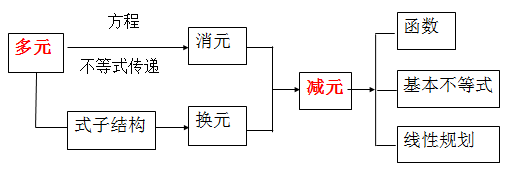 方程
多元
不等式传递
消元
式子结构
换元
减元
函数
基本不等式
线性规划